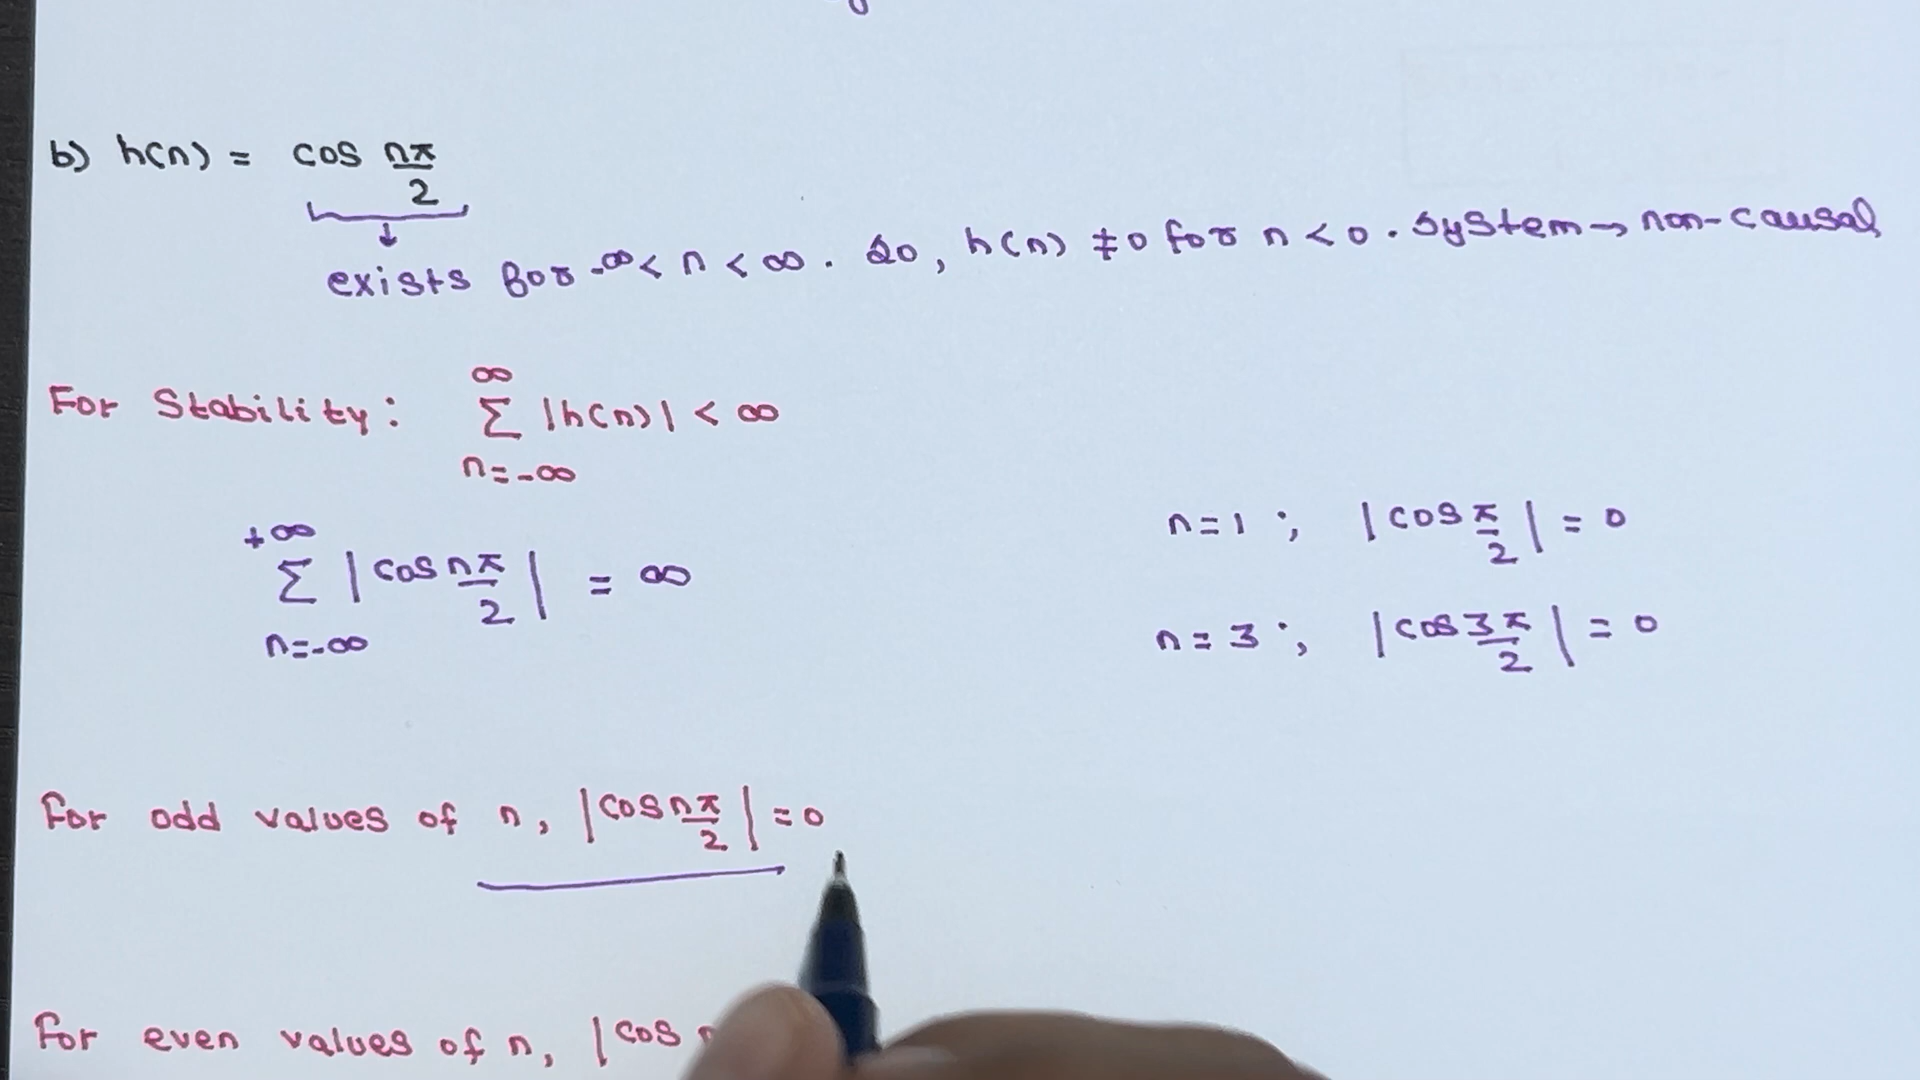 b) h(n) = cos nπ/2
exists for -∞ < n < ∞. So, h(n) ≠ 0 for n < 0. System → non-causal
For Stability: ∞ Σ n=-∞ |h(n)| < ∞
+∞ Σ n=-∞ |cos nπ/2| = ∞
n = 1 ; |cos π/2| = 0
n = 3 ; |cos 3π/2| = 0
For odd values of n, |cos nπ/2| = 0
For even values of n, |cos